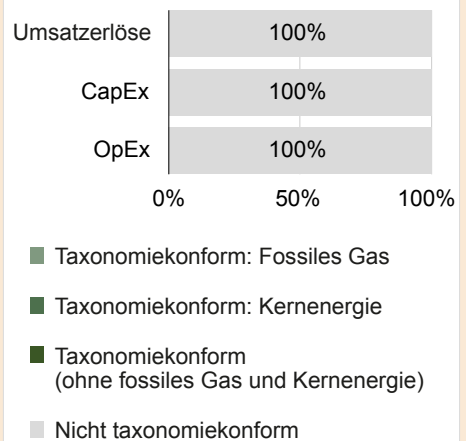 Umsatzerlöse 100%
CapEx 100%
OpEx 100%
0% 50% 100%
Taxonomiekonform: Fossiles Gas
Taxonomiekonform: Kernenergie
Taxonomiekonform
(ohne fossiles Gas und Kernenergie)
Nicht taxonomiekonform